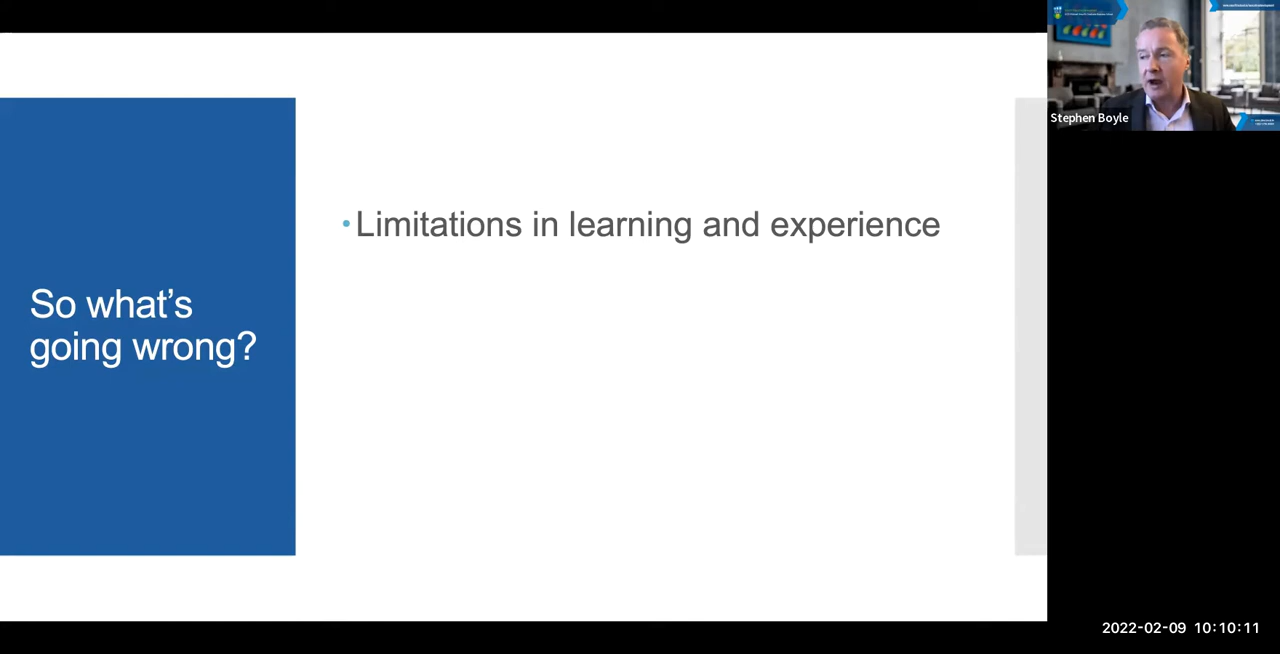 So what's
going wrong?
• Limitations in learning and experience
Stephen Boyle
2022-02-09 10:10:11